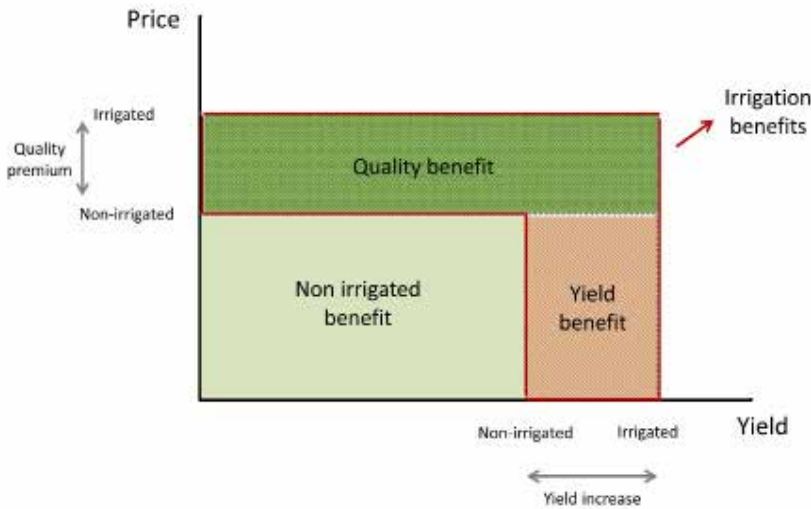 Price
Irrigated
Irrigation
benefits
Quality
premium
Quality benefit
Non-irrigated
Non irrigated
benefit
Yield
benefit
Non-irrigated
Irrigated
Yield
Yield increase